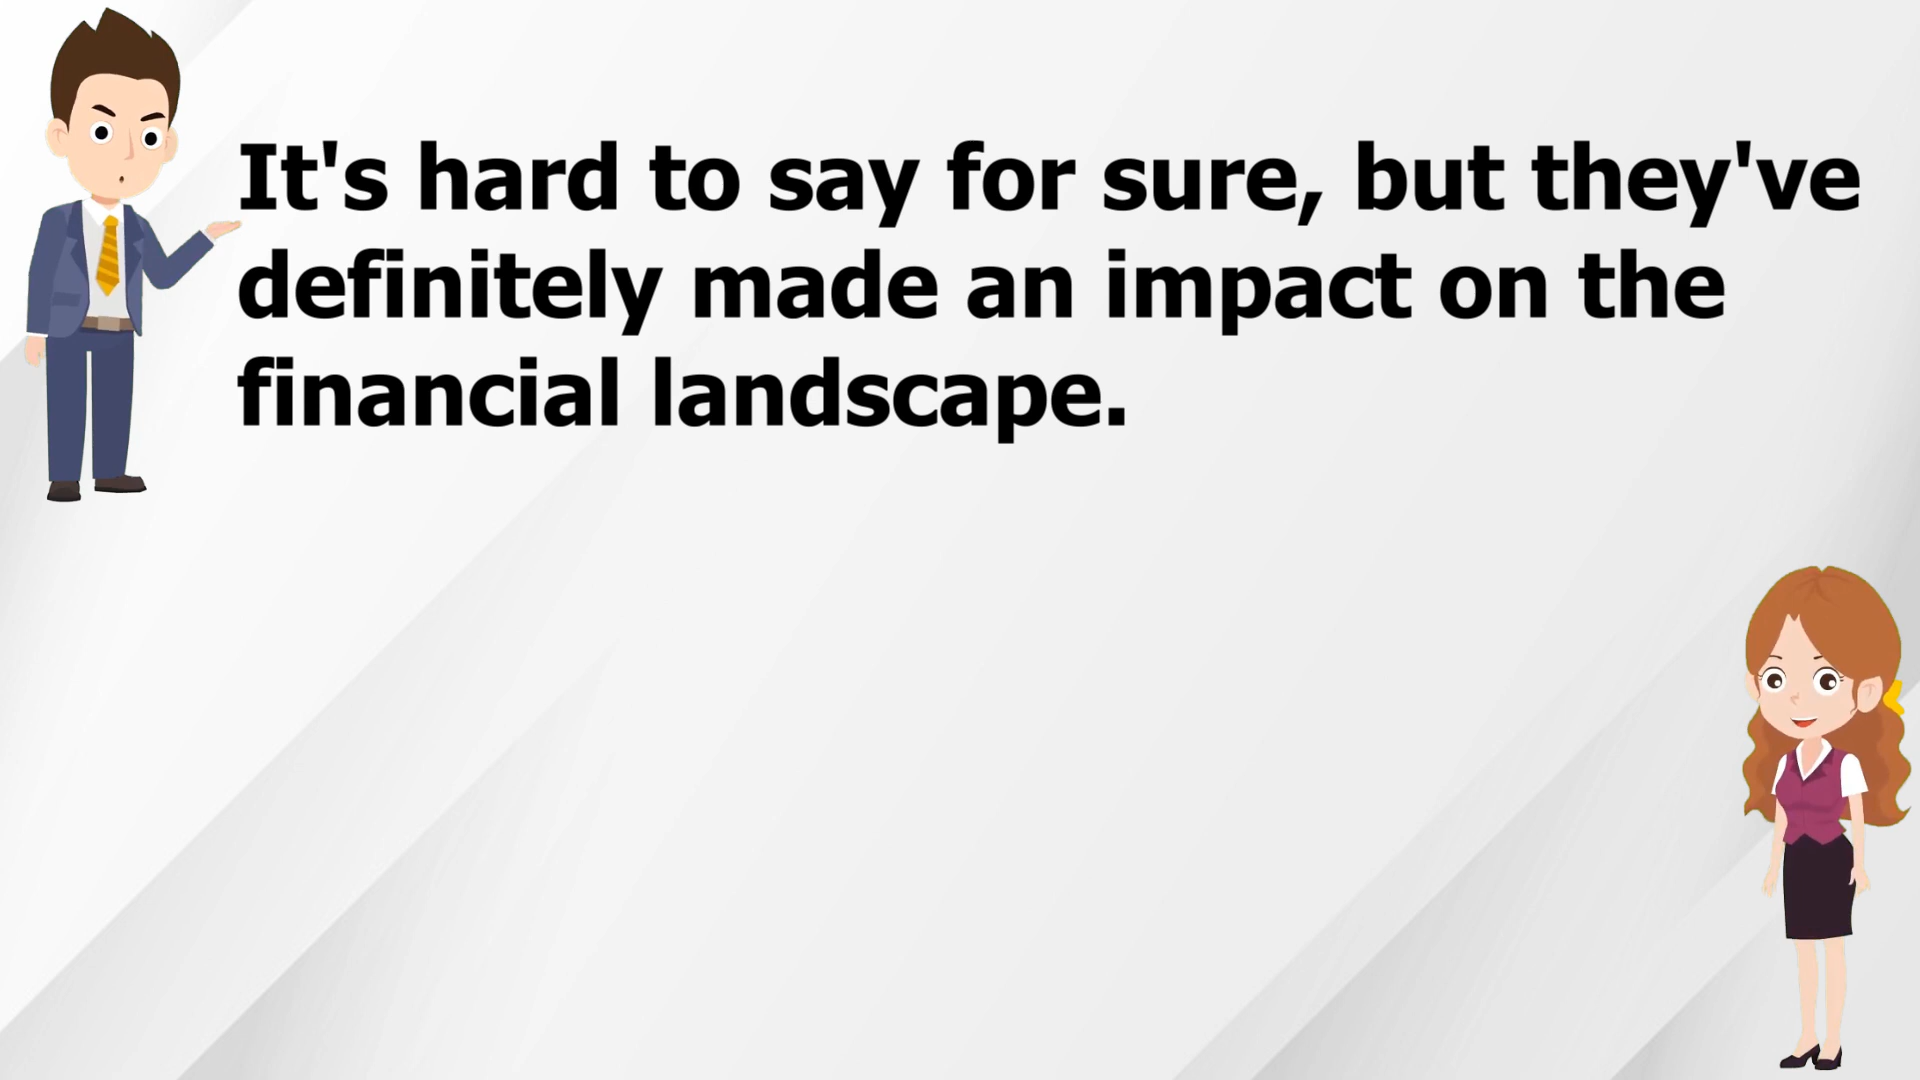 It's hard to say for sure, but they've
definitely made an impact on the
financial landscape.